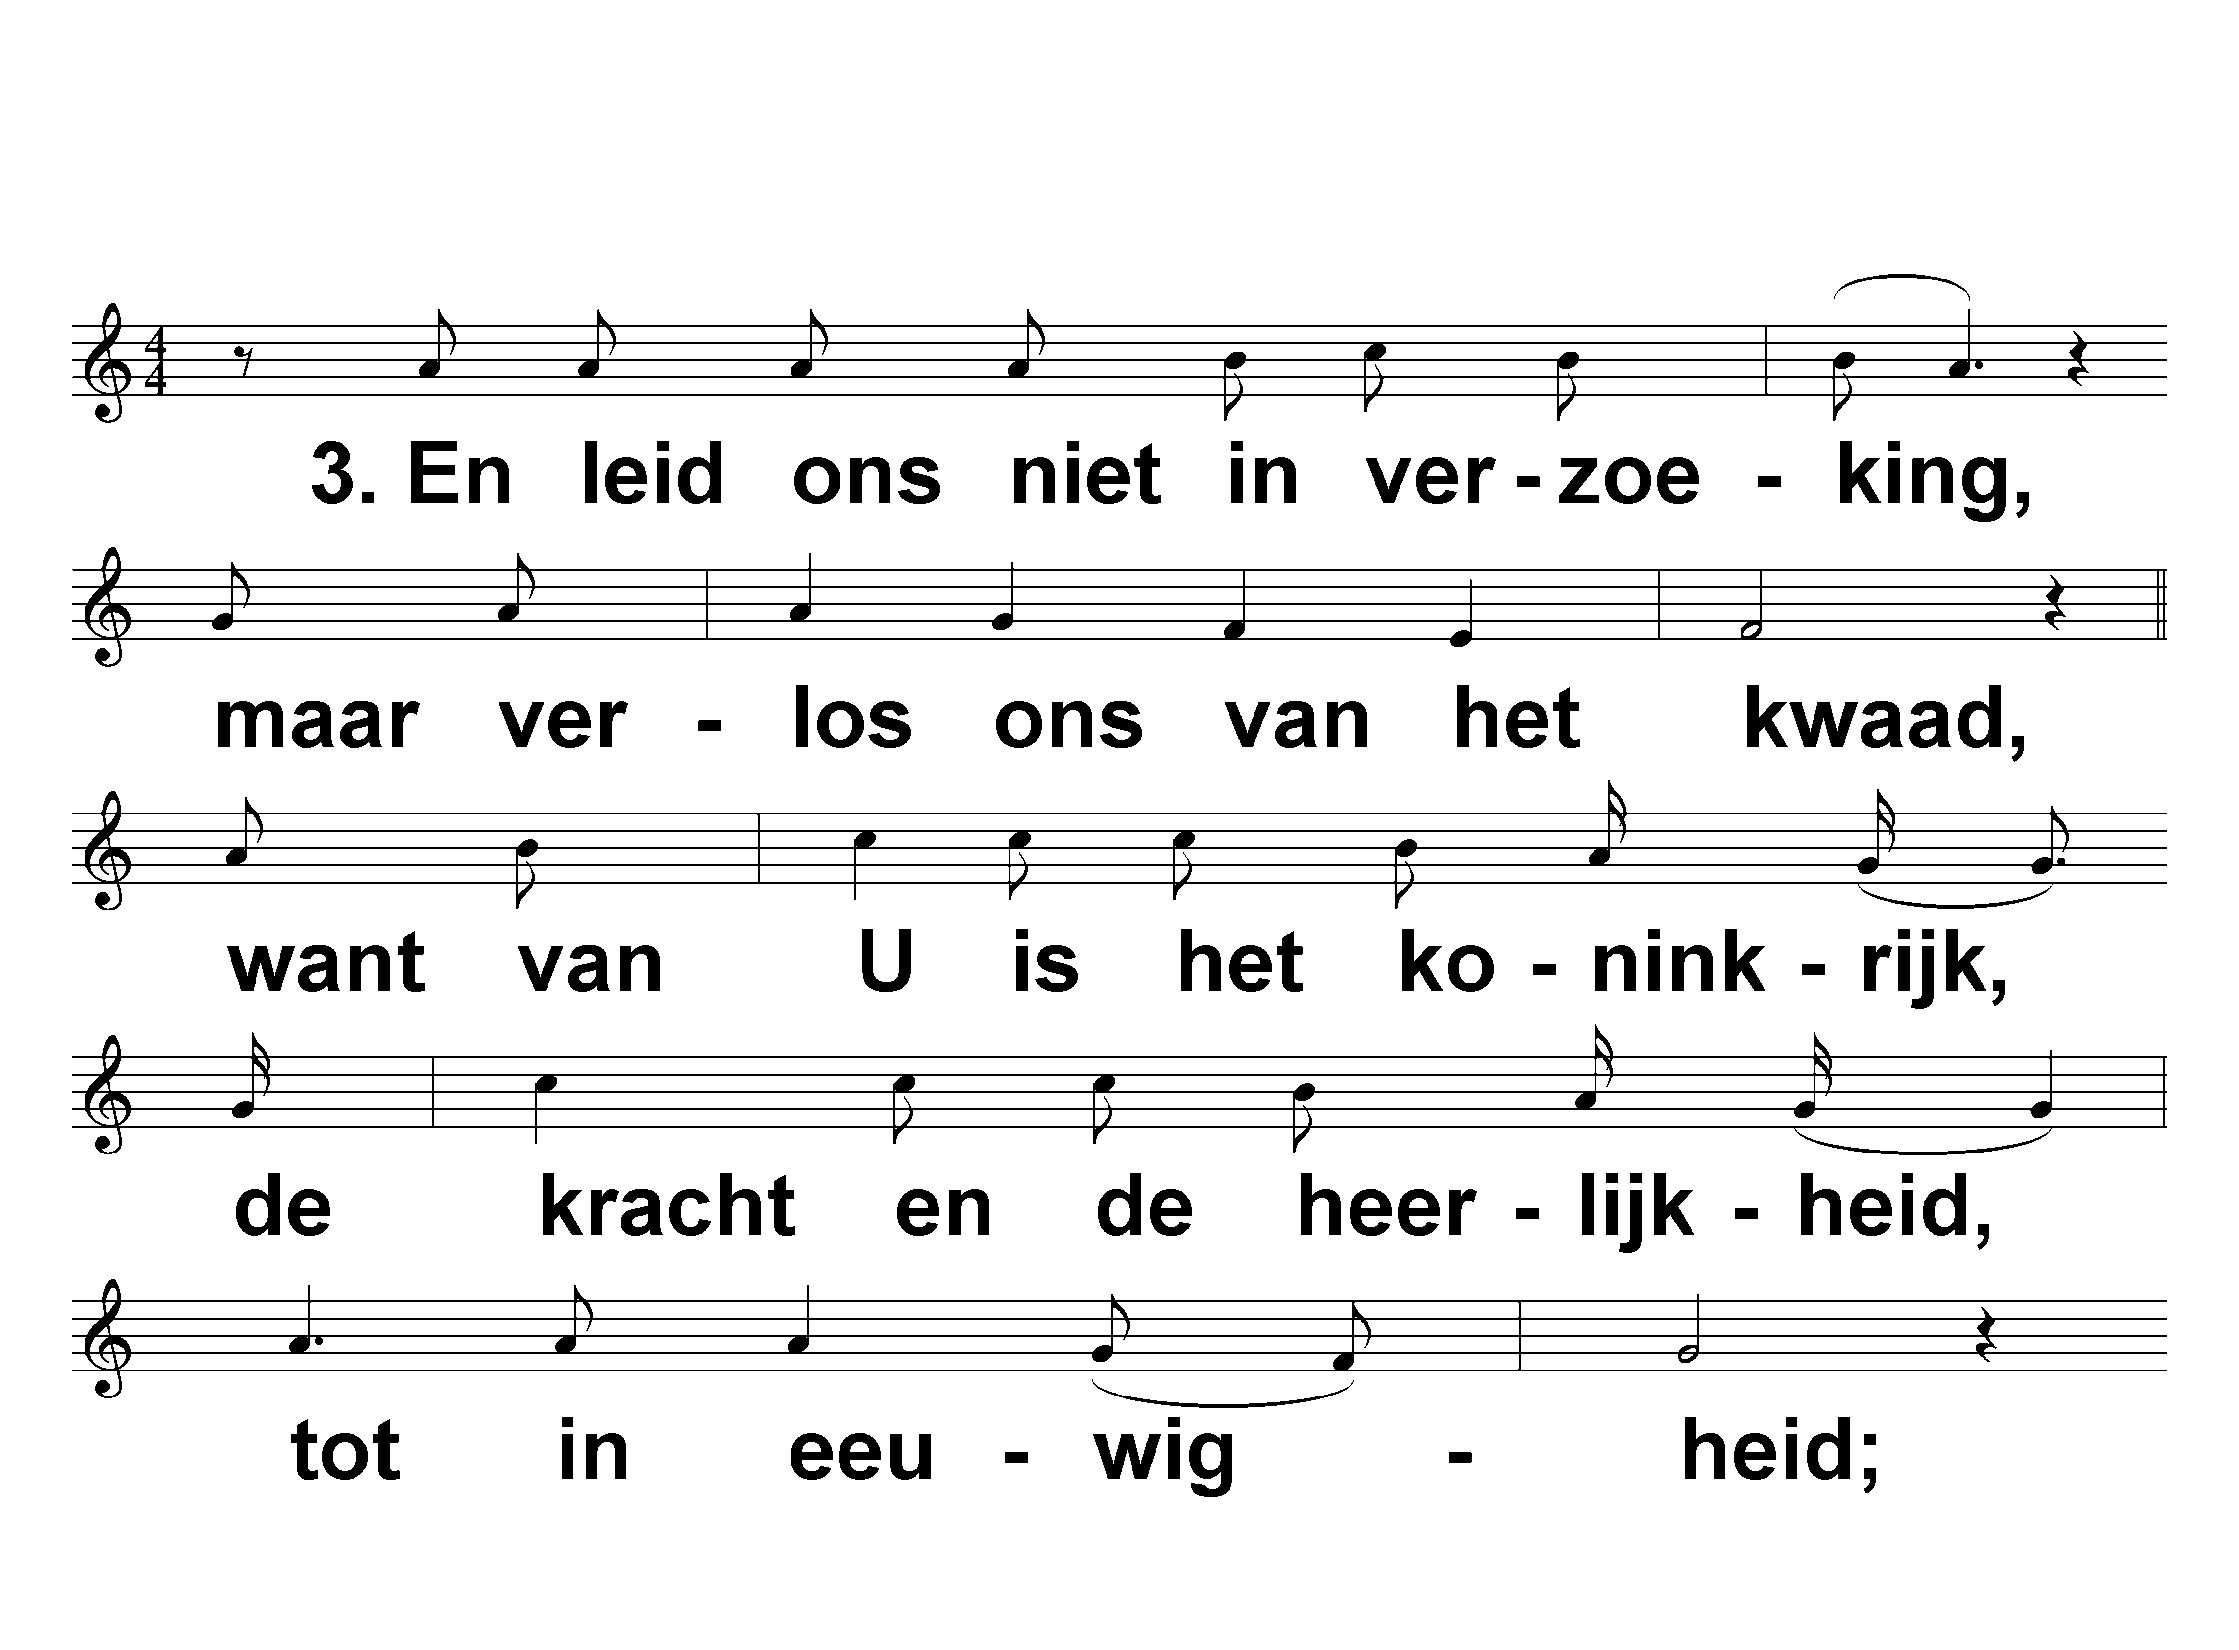 3. En leid ons niet in ver - zoe - king,
maar ver - los ons van het kwaad,
want van U is het ko - nink - rijk,
de kracht en de heer - lijk - heid,
tot in eeu - wig - heid;